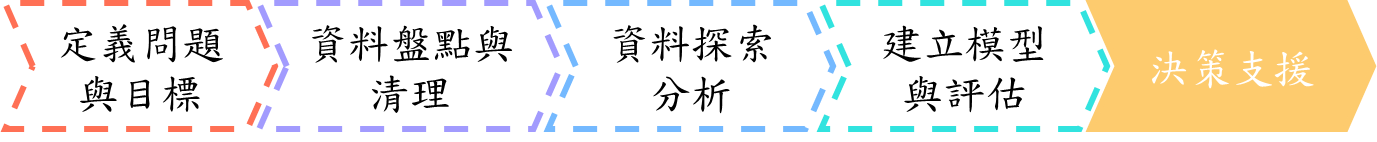 定義問題
與目標
資料盤點與
清理
資料探索
分析
建立模型
與評估
決策支援